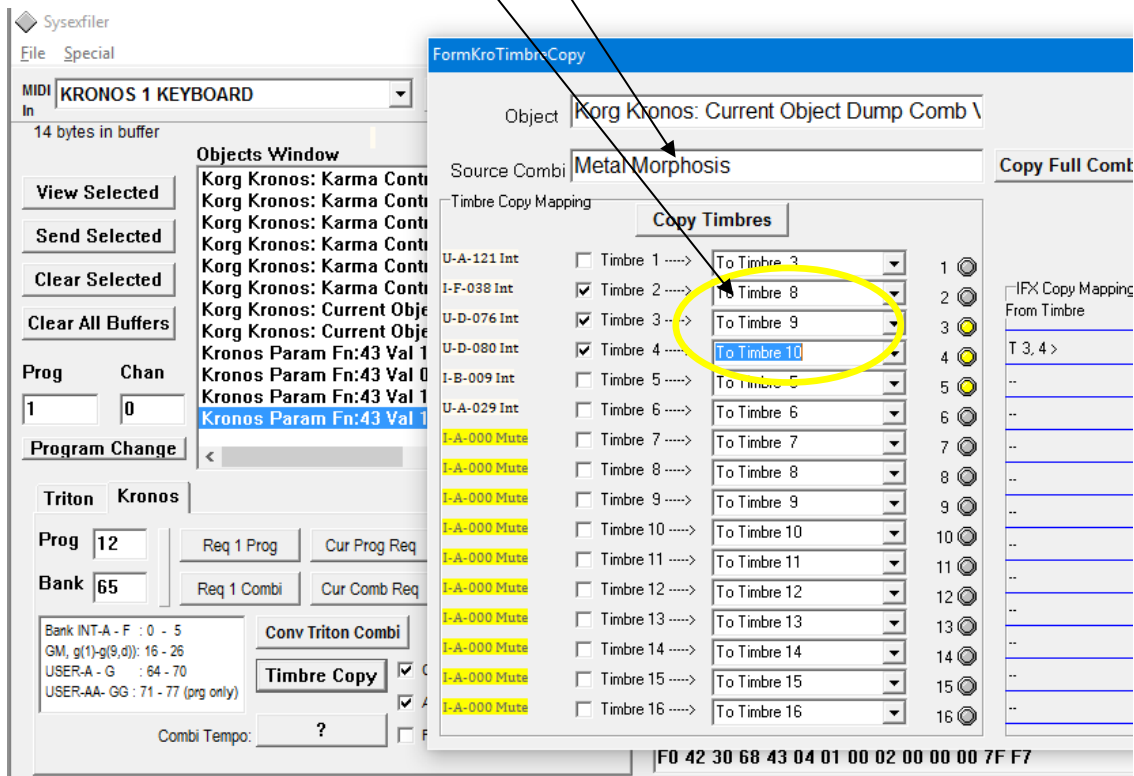 Sysexfiler
File Special
MIDI In KRONOS 1 KEYBOARD
14 bytes in buffer
Objects Window
View Selected
Send Selected
Clear Selected
Clear All Buffers
Korg Kronos: Karma Contr
Korg Kronos: Karma Contr
Korg Kronos: Karma Contr
Korg Kronos: Karma Contr
Korg Kronos: Karma Contr
Korg Kronos: Karma Contr
Korg Kronos: Current Obje
Korg Kronos: Current Obje
Kronos Param Fn:43 Val 1
Kronos Param Fn:43 Val 0
Kronos Param Fn:43 Val 1
Kronos Param Fn:43 Val 1
Prog Chan
1 0
Program Change
<
Triton Kronos
Prog 12 Req 1 Prog Cur Prog Req
Bank 65 Req 1 Combi Cur Comb Req
Bank INT-A - F : 0 - 5
GM, g(1)-g(9,d)): 16 - 26
USER-A - G : 64 - 70
USER-AA- GG : 71 - 77 (prg only)
Conv Triton Combi
Timbre Copy
Combi Tempo: ?
FormKroTimbreCopy
Object Korg Kronos: Current Object Dump Comb V
Source Combi Metal Morphosis Copy Full Comb
Timbre Copy Mapping
Copy Timbres
U-A-121 Int Timbre 1 ----> To Timbre 3 1
I-F-038 Int Timbre 2 ----> To Timbre 8 2
U-D-076 Int Timbre 3 ----> To Timbre 9 3
U-D-080 Int Timbre 4 ----> To Timbre 10 4
I-B-009 Int Timbre 5 ----> To Timbre 5 5
U-A-029 Int Timbre 6 ----> To Timbre 6 6
I-A-000 Mute Timbre 7 ----> To Timbre 7 7
I-A-000 Mute Timbre 8 ----> To Timbre 8 8
I-A-000 Mute Timbre 9 ----> To Timbre 9 9
I-A-000 Mute Timbre 10 ----> To Timbre 10 10
I-A-000 Mute Timbre 11 ----> To Timbre 11 11
I-A-000 Mute Timbre 12 ----> To Timbre 12 12
I-A-000 Mute Timbre 13 ----> To Timbre 13 13
I-A-000 Mute Timbre 14 ----> To Timbre 14 14
I-A-000 Mute Timbre 15 ----> To Timbre 15 15
I-A-000 Mute Timbre 16 ----> To Timbre 16 16
IFX Copy Mapping
From Timbre
T 3, 4 >
--
--
--
--
--
--
--
--
--
--
--
F0 42 30 68 43 04 01 00 02 00 00 00 7F F7